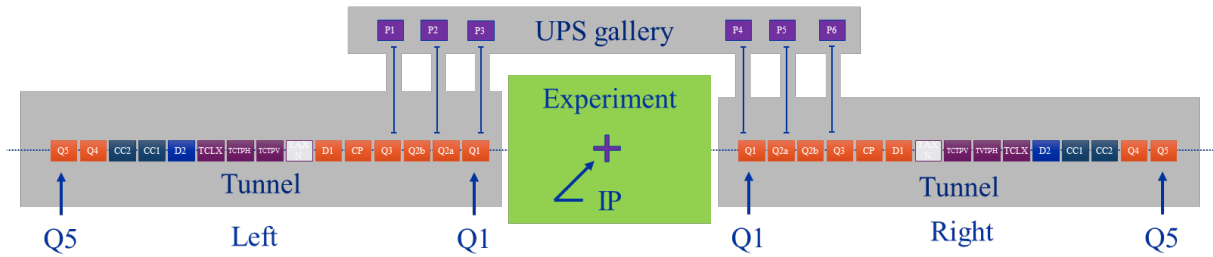 P1 P2 P3 UPS gallery P4 P5 P6
Experiment
Q5 Q4 CC2 CC1 D2 TCLX TCTPH TCTPV TAXN D1 CP Q3 Q2b Q2a Q1
Q1 Q2a Q2b Q3 CP D1 TAXN TCTPV TVTPH TCLX D2 CC1 CC2 Q4 Q5
Tunnel
IP
Tunnel
Q5 Left Q1
Q1 Right Q5